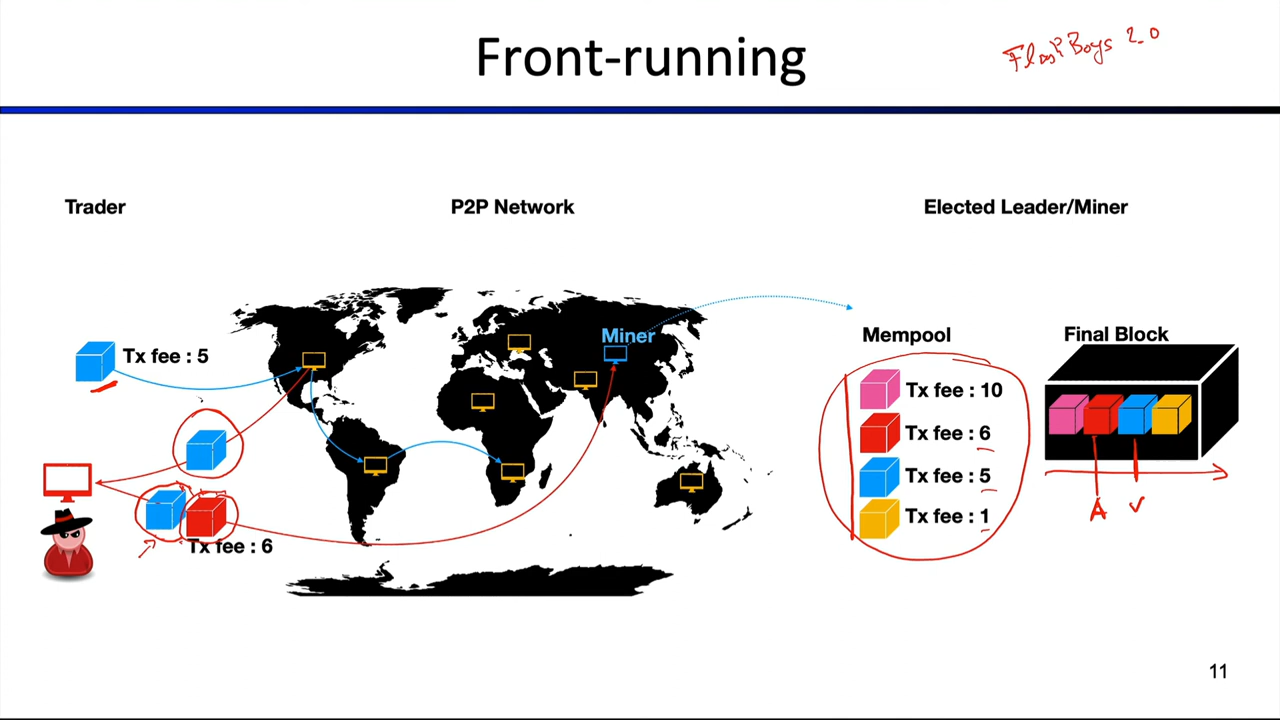 Front-running
Flash Boys 2.0
Trader
P2P Network
Elected Leader/Miner
Tx fee : 5
Miner
Mempool
Final Block
Tx fee : 10
Tx fee : 6
Tx fee : 5
Tx fee : 1
A
V
Tx fee : 6
11